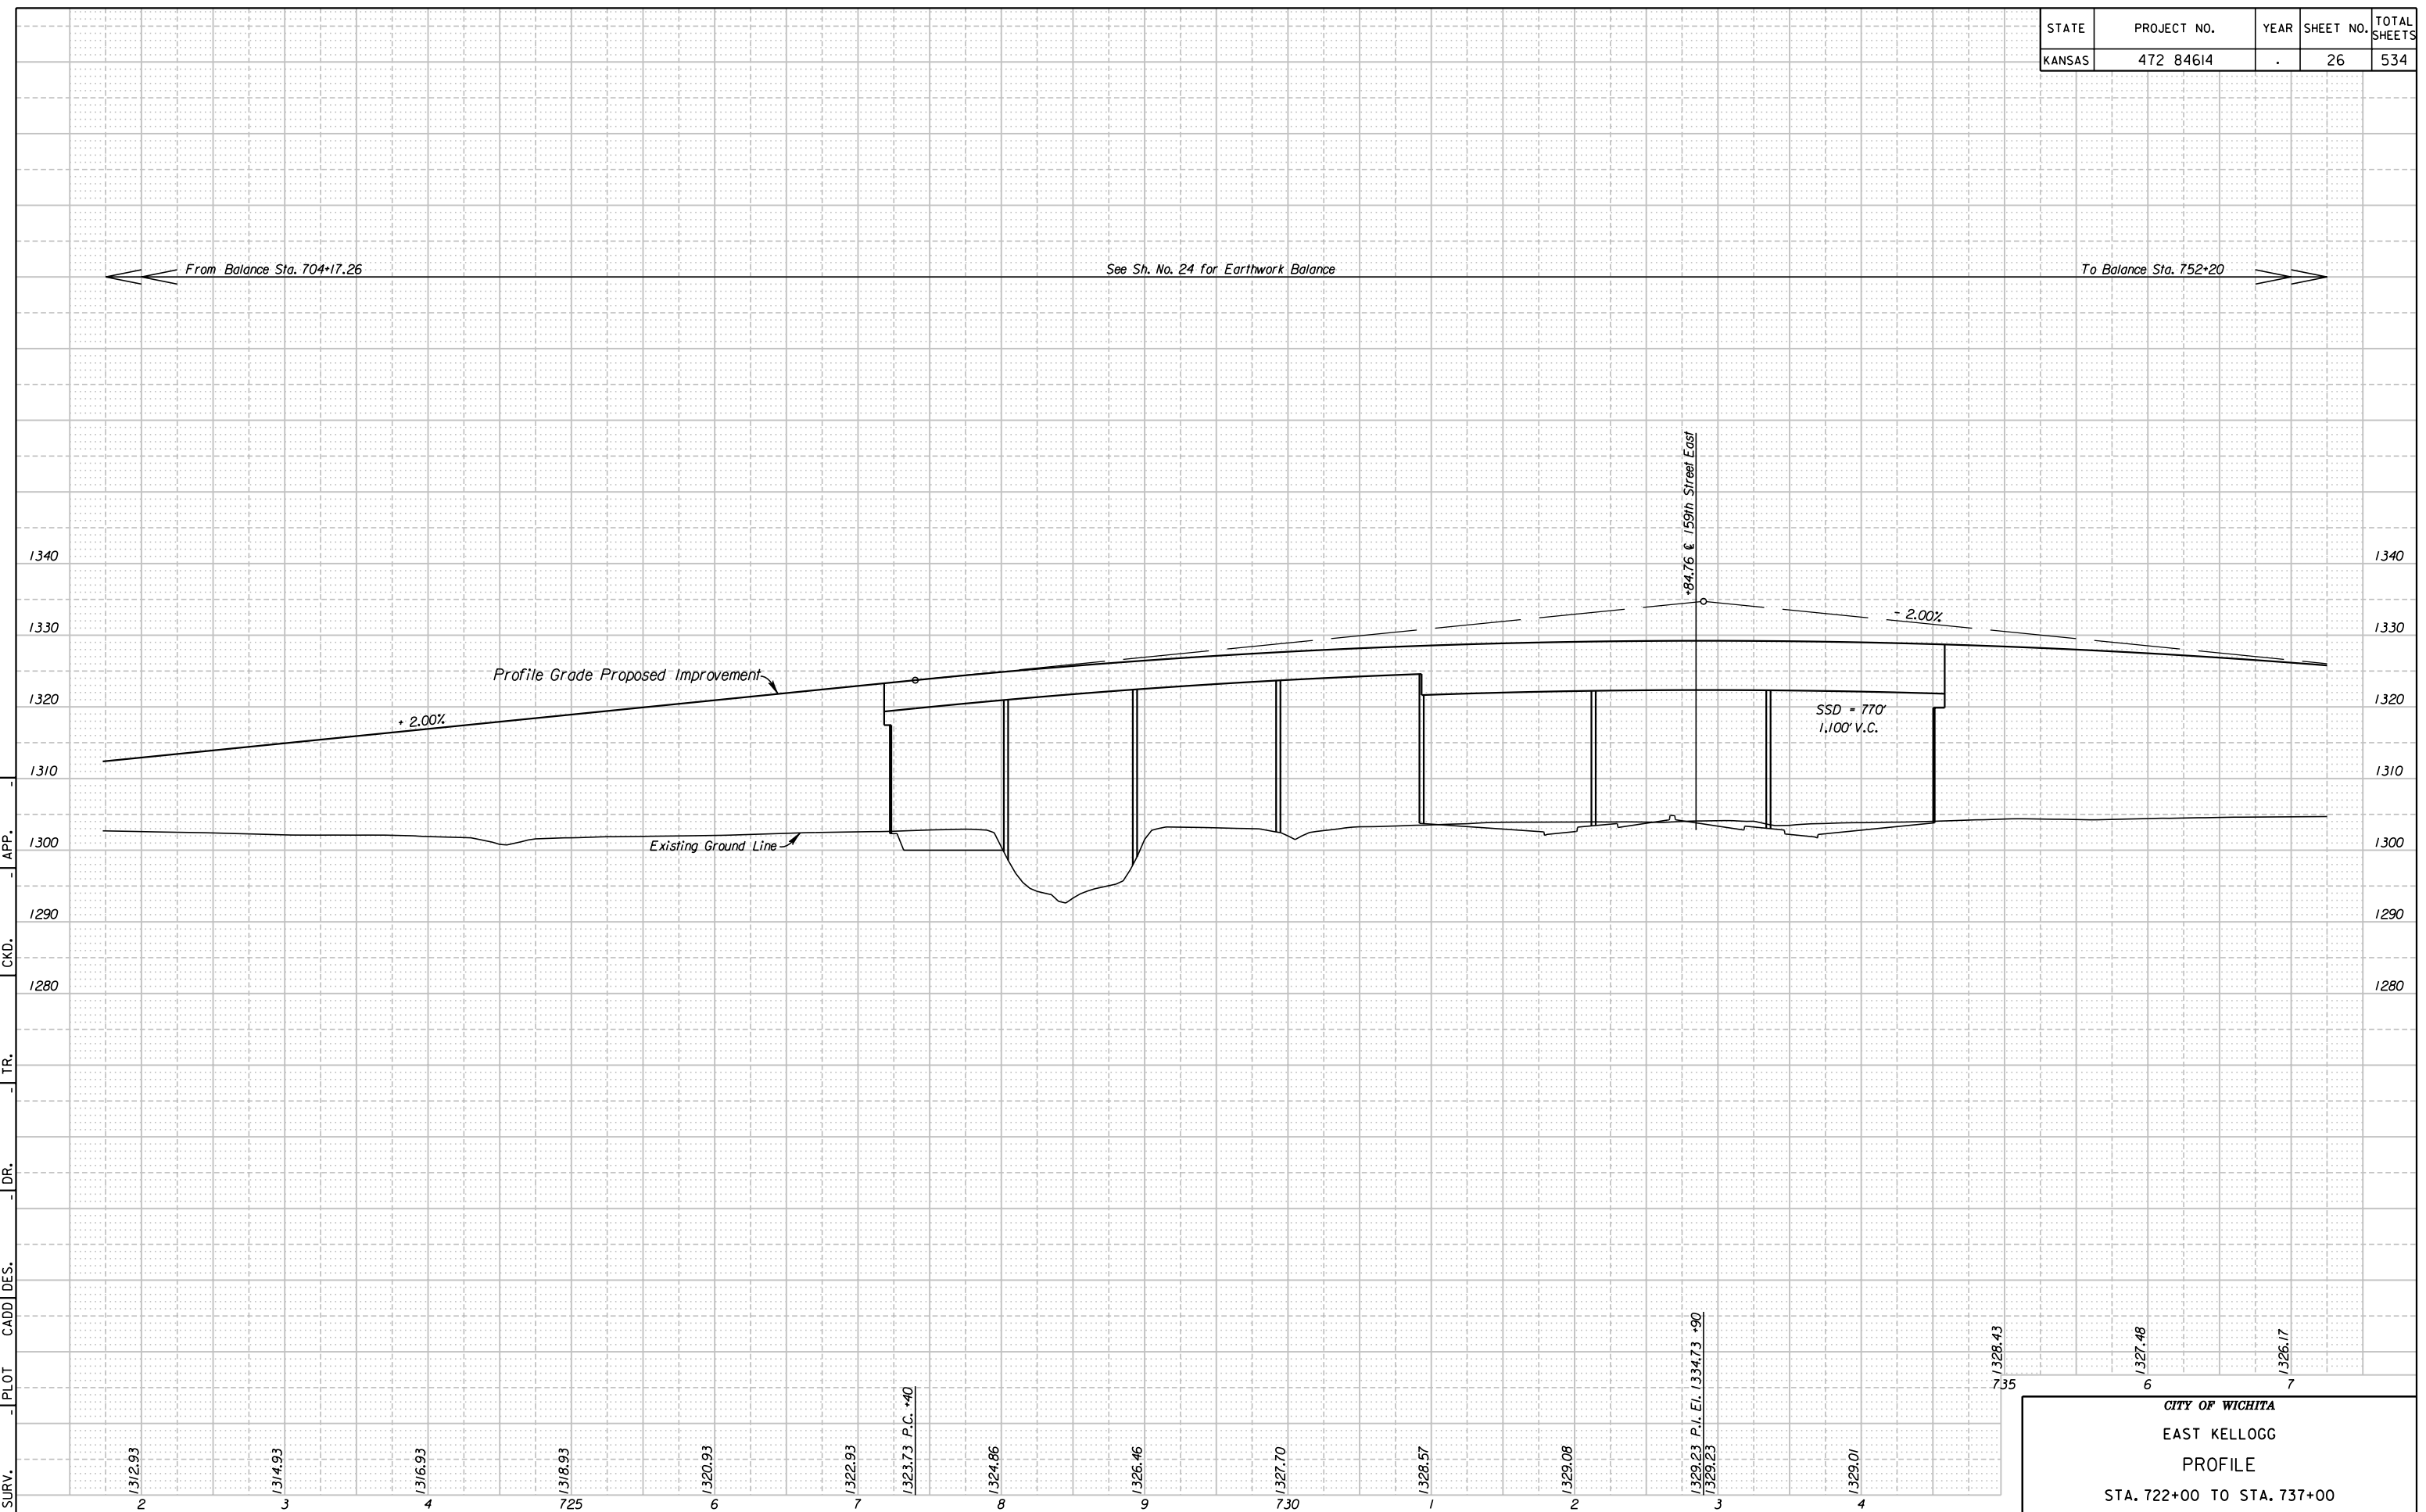 STATE PROJECT NO. YEAR SHEET NO. TOTAL SHEETS
KANSAS 472 84614 . 26 534
From Balance Sta. 704+17.26
See Sh. No. 24 for Earthwork Balance
To Balance Sta. 752+20
+84.76 ℄ 159th Street East
1340 1340
- 2.00%
1330 1330
Profile Grade Proposed Improvement
1320 1320
+ 2.00%
SSD = 770'
1,100' V.C.
1310 1310
1300 1300
Existing Ground Line
1290 1290
1280 1280
APP.
CKD.
TR.
DR.
DES.
CADD
PLOT
SURV.
1312.93
1314.93
1316.93
1318.93
1320.93
1322.93
1323.73 P.C. +40
1324.86
1326.46
1327.70
1328.57
1329.08
1329.23 P.I. El. 1334.73 +90
1329.23
1329.01
1328.43
1327.48
1326.17
735 6 7
2 3 4 725 6 7 8 9 730 1 2 3 4
CITY OF WICHITA
EAST KELLOGG
PROFILE
STA. 722+00 TO STA. 737+00